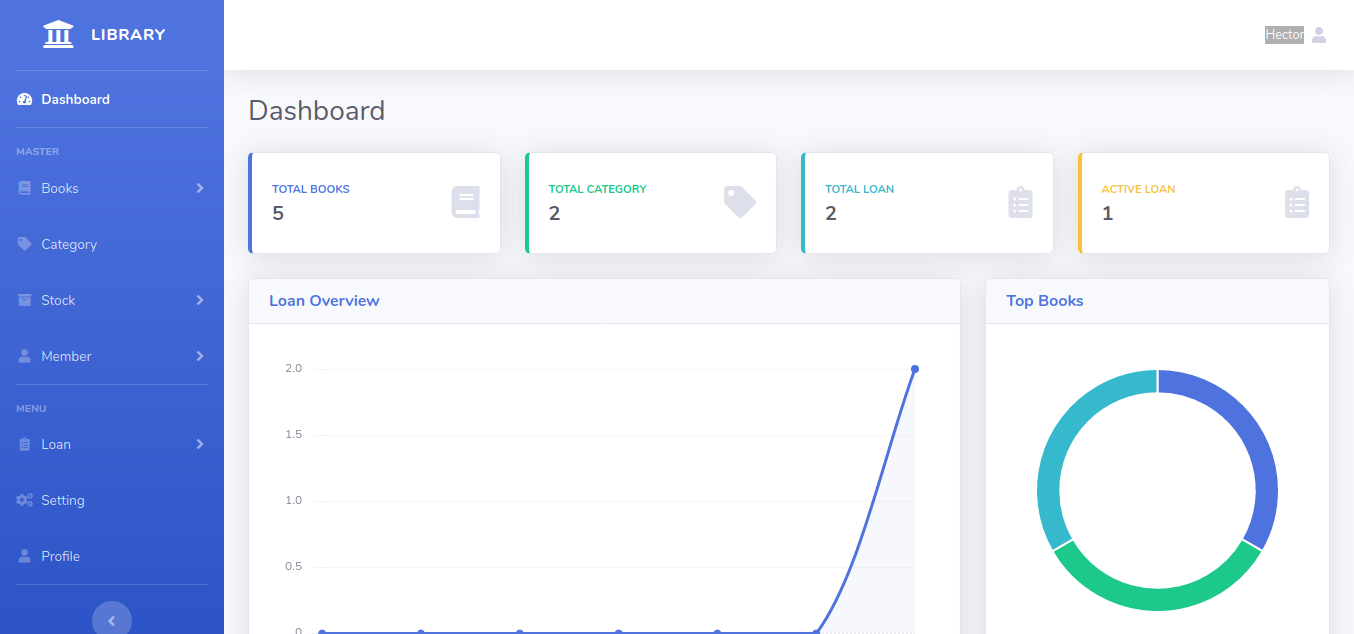 LIBRARY
Hector
Dashboard
MASTER
Books
Category
Stock
Member
MENU
Loan
Setting
Profile
Dashboard
TOTAL BOOKS
5
TOTAL CATEGORY
2
TOTAL LOAN
2
ACTIVE LOAN
1
Loan Overview
2.0
1.5
1.0
0.5
0
Top Books